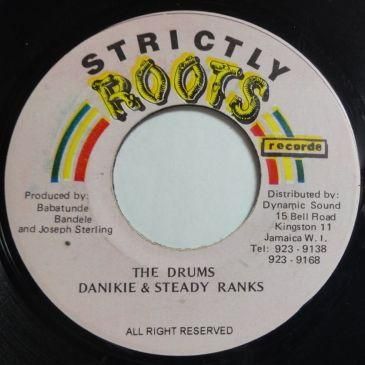 STRICTLY
ROOTS
recorde
Produced by:
Babatunde
Bandele
and Joseph Sterling
Distributed by:
Dynamic Sound
15 Bell Road
Kingston 11
Jamaica W. I.
Tel: 923 - 9138
923 - 9168
THE DRUMS
DANIKIE & STEADY RANKS
ALL RIGHT RESERVED